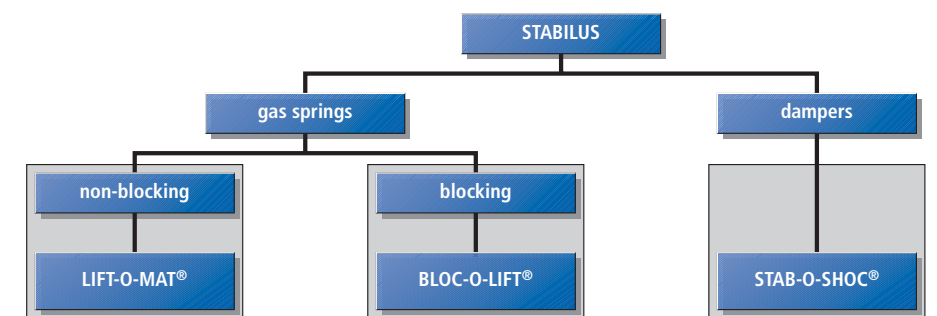 STABILUS
gas springs
dampers
non-blocking
blocking
LIFT-O-MAT®
BLOC-O-LIFT®
STAB-O-SHOC®